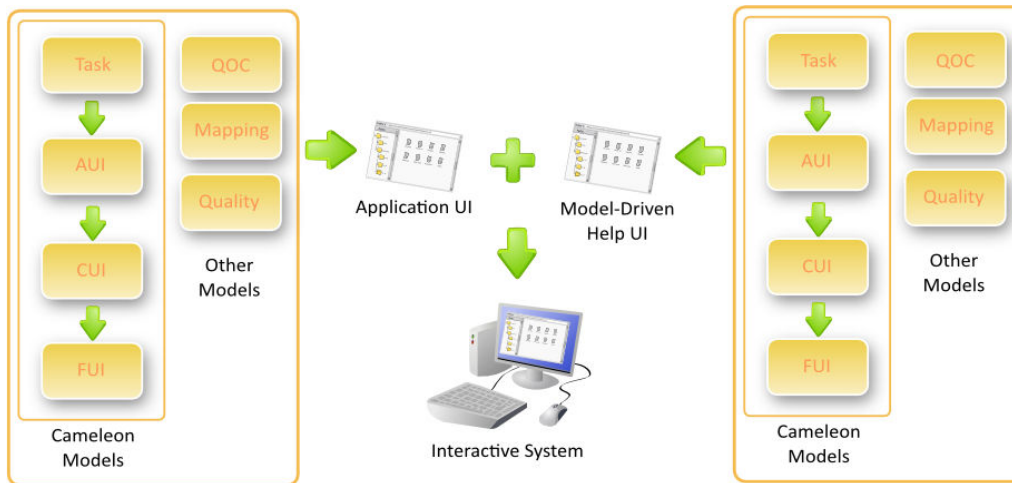 Task
QOC
AUI
Mapping
Quality
CUI
FUI
Other
Models
Cameleon
Models
Application UI
Model-Driven
Help UI
Interactive System
Task
QOC
AUI
Mapping
Quality
CUI
FUI
Other
Models
Cameleon
Models